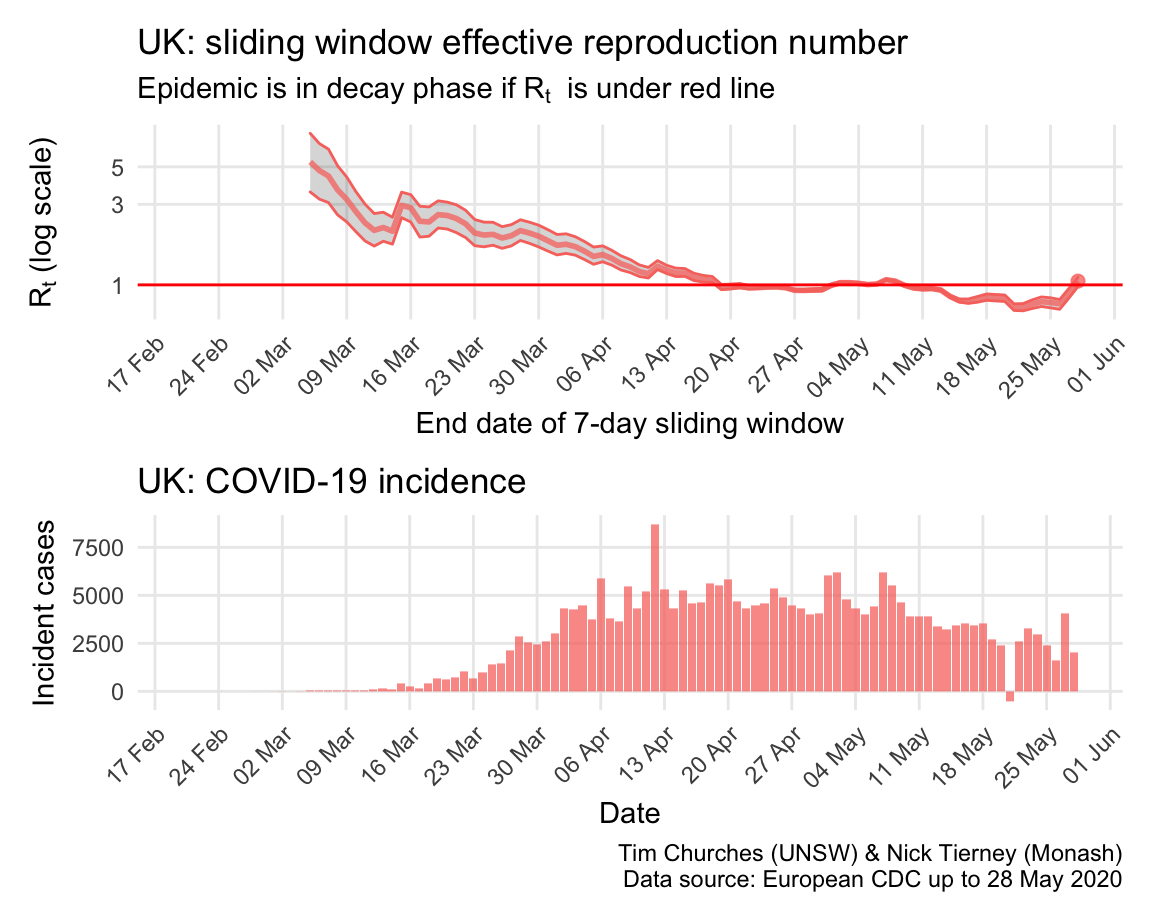 UK: sliding window effective reproduction number
Epidemic is in decay phase if Rt is under red line
Rt (log scale)
5
3
1
17 Feb
24 Feb
02 Mar
09 Mar
16 Mar
23 Mar
30 Mar
06 Apr
13 Apr
20 Apr
27 Apr
04 May
11 May
18 May
25 May
01 Jun
End date of 7-day sliding window
UK: COVID-19 incidence
Incident cases
7500
5000
2500
0
17 Feb
24 Feb
02 Mar
09 Mar
16 Mar
23 Mar
30 Mar
06 Apr
13 Apr
20 Apr
27 Apr
04 May
11 May
18 May
25 May
01 Jun
Date
Tim Churches (UNSW) & Nick Tierney (Monash)
Data source: European CDC up to 28 May 2020